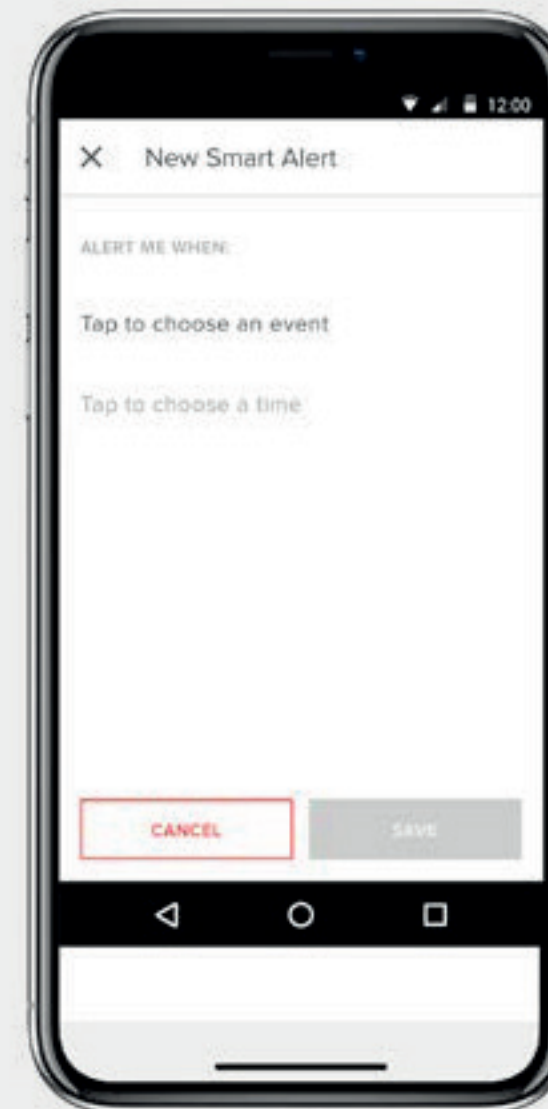 12:00
New Smart Alert
ALERT ME WHEN:
Tap to choose an event
Tap to choose a time
CANCEL
SAVE